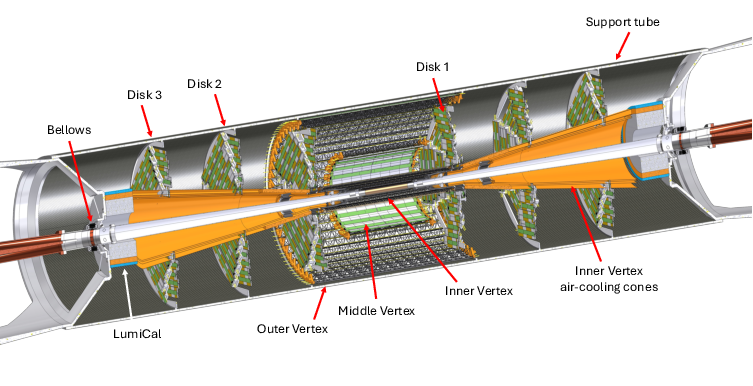 Support tube
Disk 1
Disk 2
Disk 3
Bellows
Inner Vertex
air-cooling cones
Inner Vertex
Middle Vertex
Outer Vertex
LumiCal